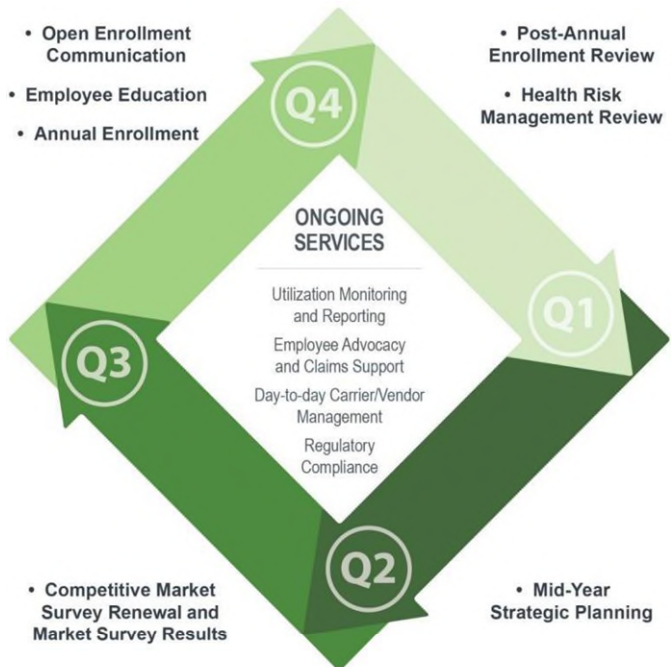 • Open Enrollment
Communication
• Employee Education
• Annual Enrollment
Q4
• Post-Annual
Enrollment Review
• Health Risk
Management Review
ONGOING
SERVICES
Utilization Monitoring
and Reporting
Employee Advocacy
and Claims Support
Day-to-day Carrier/Vendor
Management
Regulatory
Compliance
Q1
Q3
Q2
• Competitive Market
Survey Renewal and
Market Survey Results
• Mid-Year
Strategic Planning